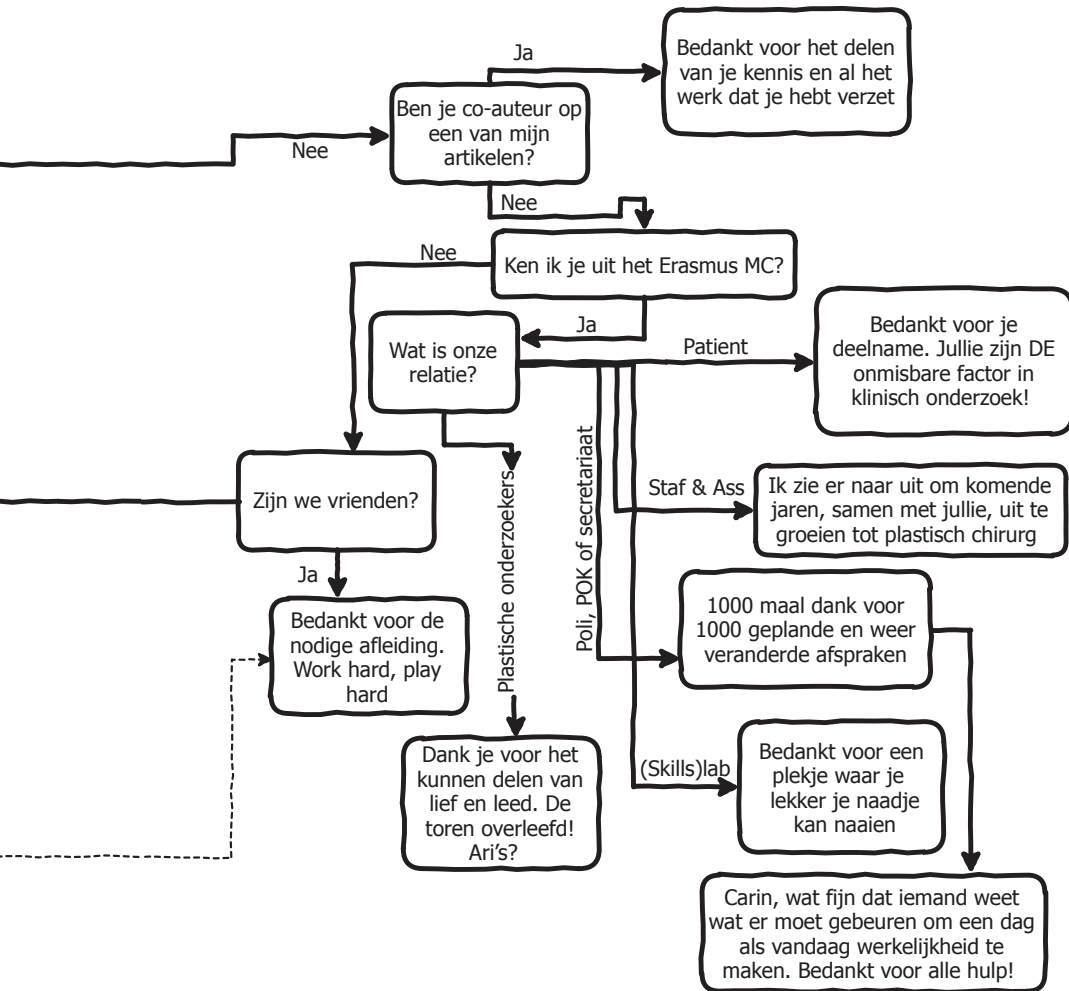 Ja
Bedankt voor het delen
van je kennis en al het
werk dat je hebt verzet
Ben je co-auteur op
een van mijn
artikelen?
Nee
Nee
Ken ik je uit het Erasmus MC?
Nee
Ja
Wat is onze
relatie?
Patient
Bedankt voor je
deelname. Jullie zijn DE
onmisbare factor in
klinisch onderzoek!
Zijn we vrienden?
Plastische onderzoekers
Poli, POK of secretariaat
Staf & Ass
Ik zie er naar uit om komende
jaren, samen met jullie, uit te
groeien tot plastisch chirurg
Ja
Bedankt voor de
nodige afleiding.
Work hard, play
hard
1000 maal dank voor
1000 geplande en weer
veranderde afspraken
Dank je voor het
kunnen delen van
lief en leed. De
toren overleefd!
Ari's?
(Skills)lab
Bedankt voor een
plekje waar je
lekker je naadje
kan naaien
Carin, wat fijn dat iemand weet
wat er moet gebeuren om een dag
als vandaag werkelijkheid te
maken. Bedankt voor alle hulp!